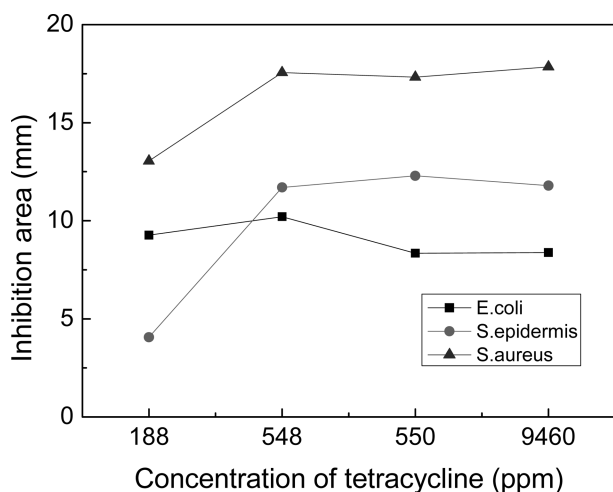 20
15
10
5
0
Inhibition area (mm)
E.coli
S.epidermis
S.aureus
188 548 550 9460
Concentration of tetracycline (ppm)